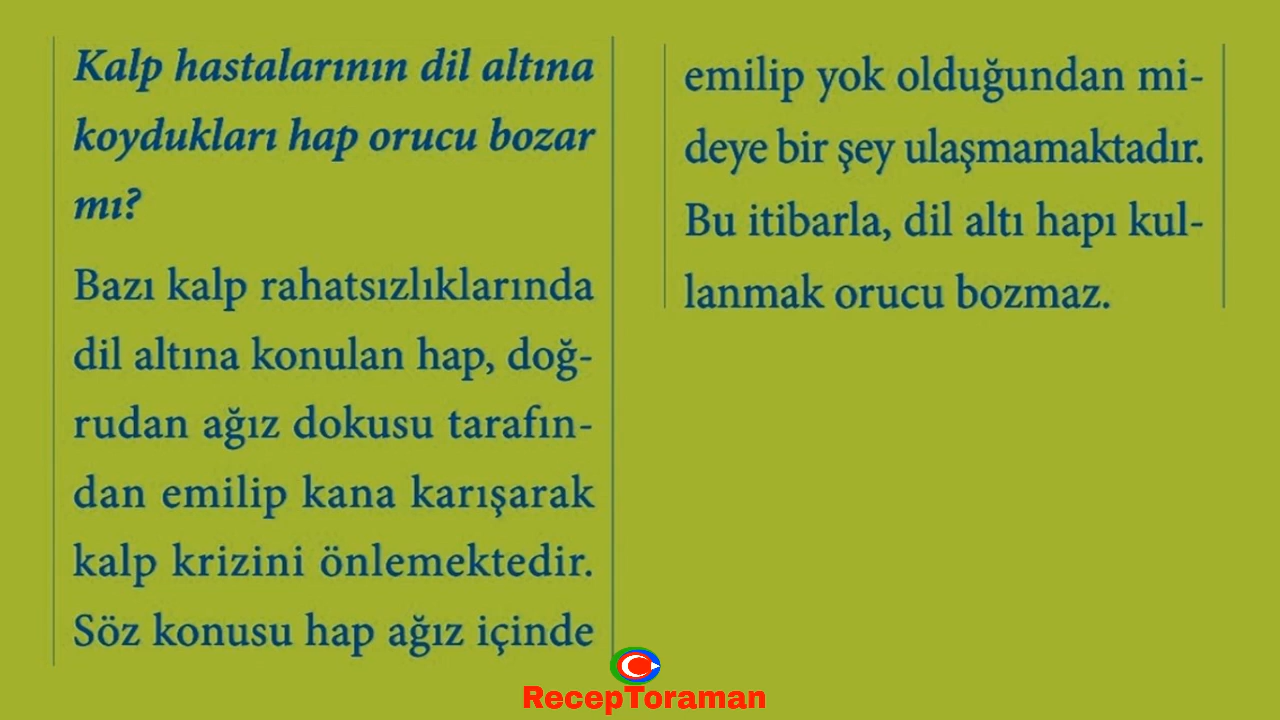 Kalp hastalarının dil altına
koydukları hap orucu bozar
mı?
Bazı kalp rahatsızlıklarında
dil altına konulan hap, doğ-
rudan ağız dokusu tarafın-
dan emilip kana karışarak
kalp krizini önlemektedir.
Söz konusu hap ağız içinde
emilip yok olduğundan mi-
deye bir şey ulaşmamaktadır.
Bu itibarla, dil altı hapı kul-
lanmak orucu bozmaz.
RecepToraman